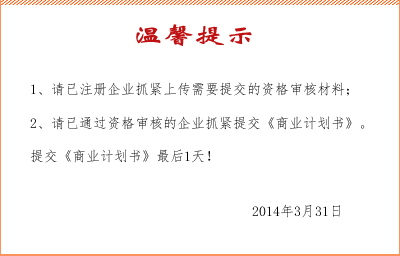 温馨提示
1、请已注册企业抓紧上传需要提交的资格审核材料；
2、请已通过资格审核的企业抓紧提交《商业计划书》。
提交《商业计划书》最后1天！
2014年3月31日